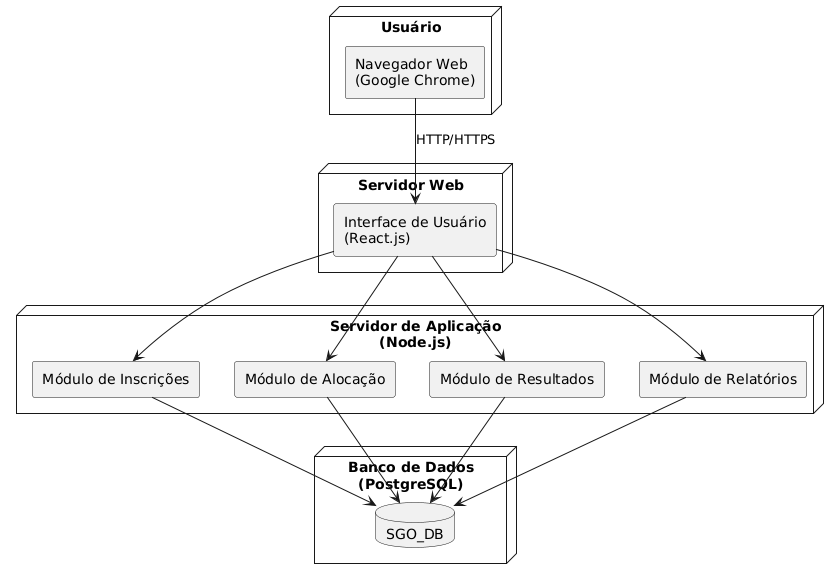 Usuário
Navegador Web
(Google Chrome)
HTTP/HTTPS
Servidor Web
Interface de Usuário
(React.js)
Servidor de Aplicação
(Node.js)
Módulo de Inscrições
Módulo de Alocação
Módulo de Resultados
Módulo de Relatórios
Banco de Dados
(PostgreSQL)
SGO_DB